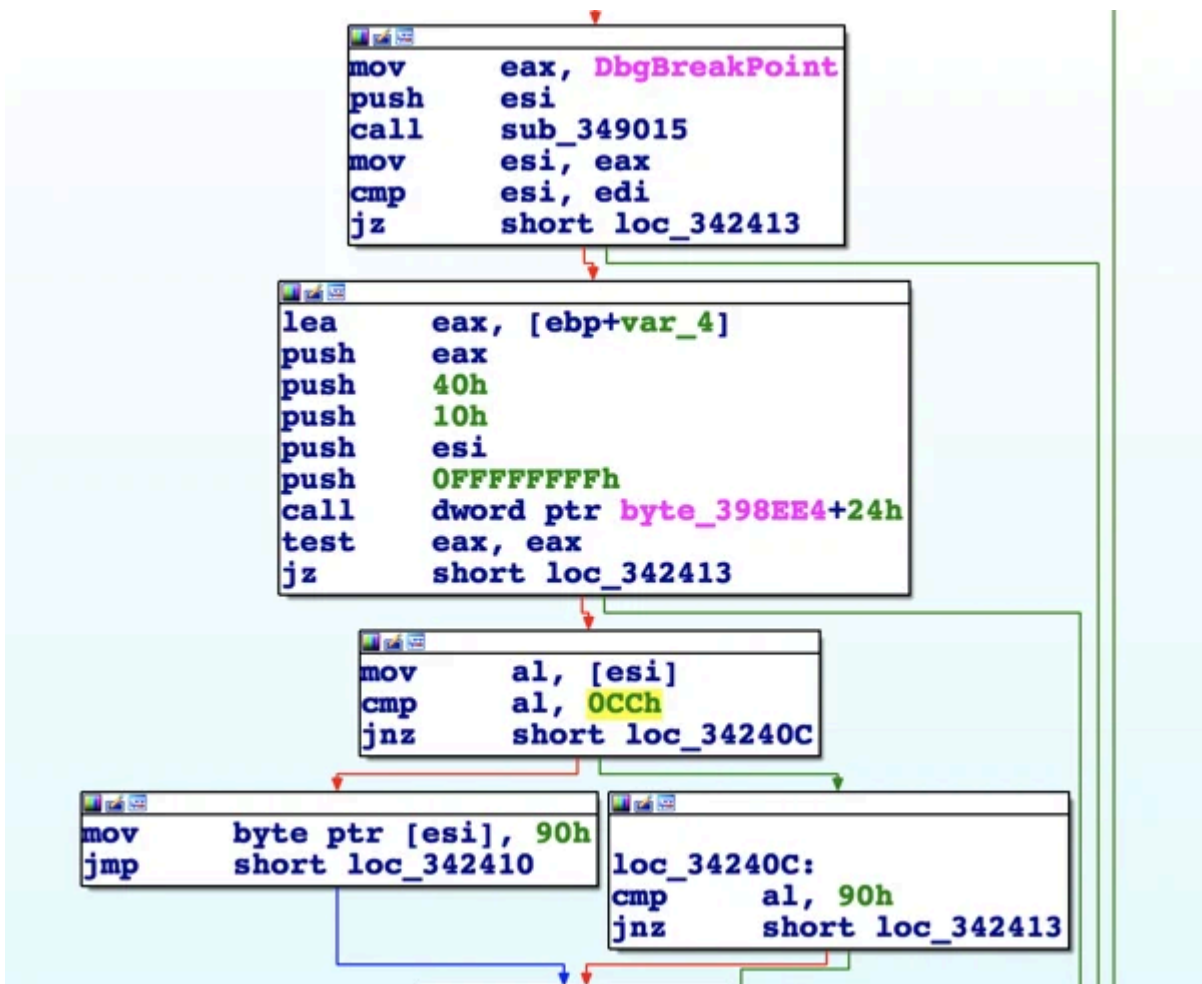 mov eax, DbgBreakPoint
push esi
call sub_349015
mov esi, eax
cmp esi, edi
jz short loc_342413
lea eax, [ebp+var_4]
push eax
push 40h
push 10h
push esi
push 0FFFFFFFFh
call dword ptr byte_398EE4+24h
test eax, eax
jz short loc_342413
mov al, [esi]
cmp al, 0CCh
jnz short loc_34240C
mov byte ptr [esi], 90h
jmp short loc_342410
loc_34240C:
cmp al, 90h
jnz short loc_342413